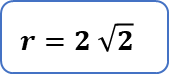 r = 2 √2